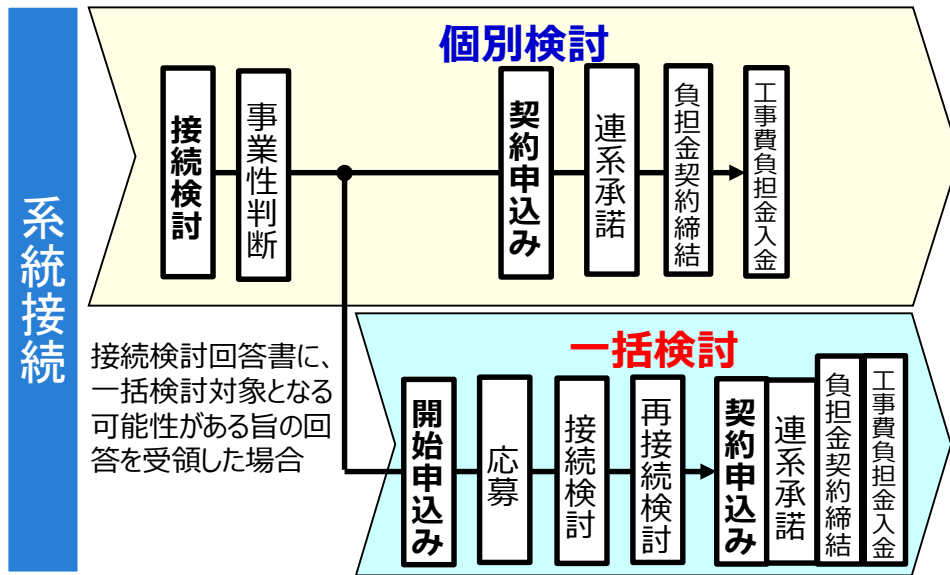 系統接続
個別検討
接続検討
事業性判断
契約申込み
連系承諾
負担金契約締結
工事費負担金入金
接続検討回答書に、
一括検討対象となる
可能性がある旨の回
答を受領した場合
一括検討
開始申込み
応募
接続検討
再接続検討
契約申込み
連系承諾
負担金契約締結
工事費負担金入金